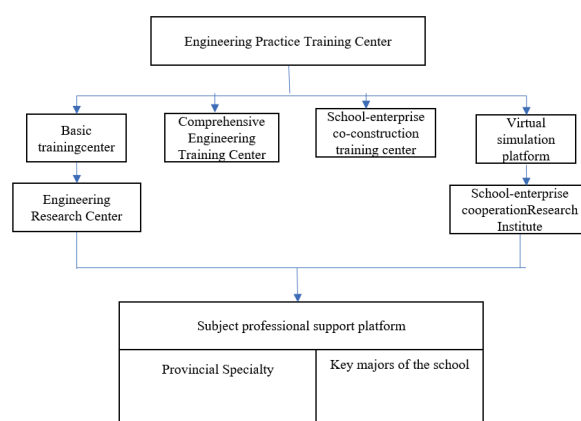 Engineering Practice Training Center
Basic
trainingcenter
Comprehensive
Engineering
Training Center
School-enterprise
co-construction
training center
Virtual
simulation
platform
Engineering
Research Center
School-enterprise
cooperationResearch
Institute
Subject professional support platform
Provincial Specialty
Key majors of the school